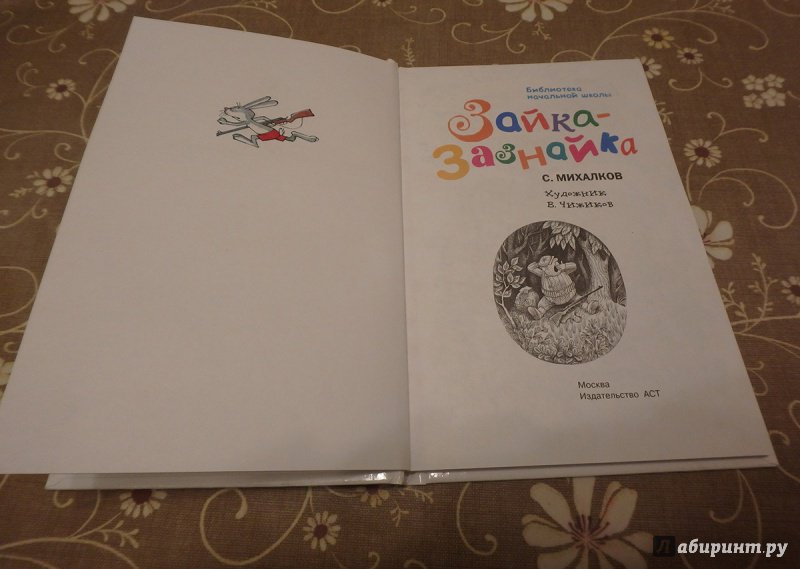 Библиотека
начальной школы
Зайка-
Зазнайка
С. МИХАЛКОВ
Художник
В. Чижиков
Москва
Издательство АСТ
Лабиринт.ру